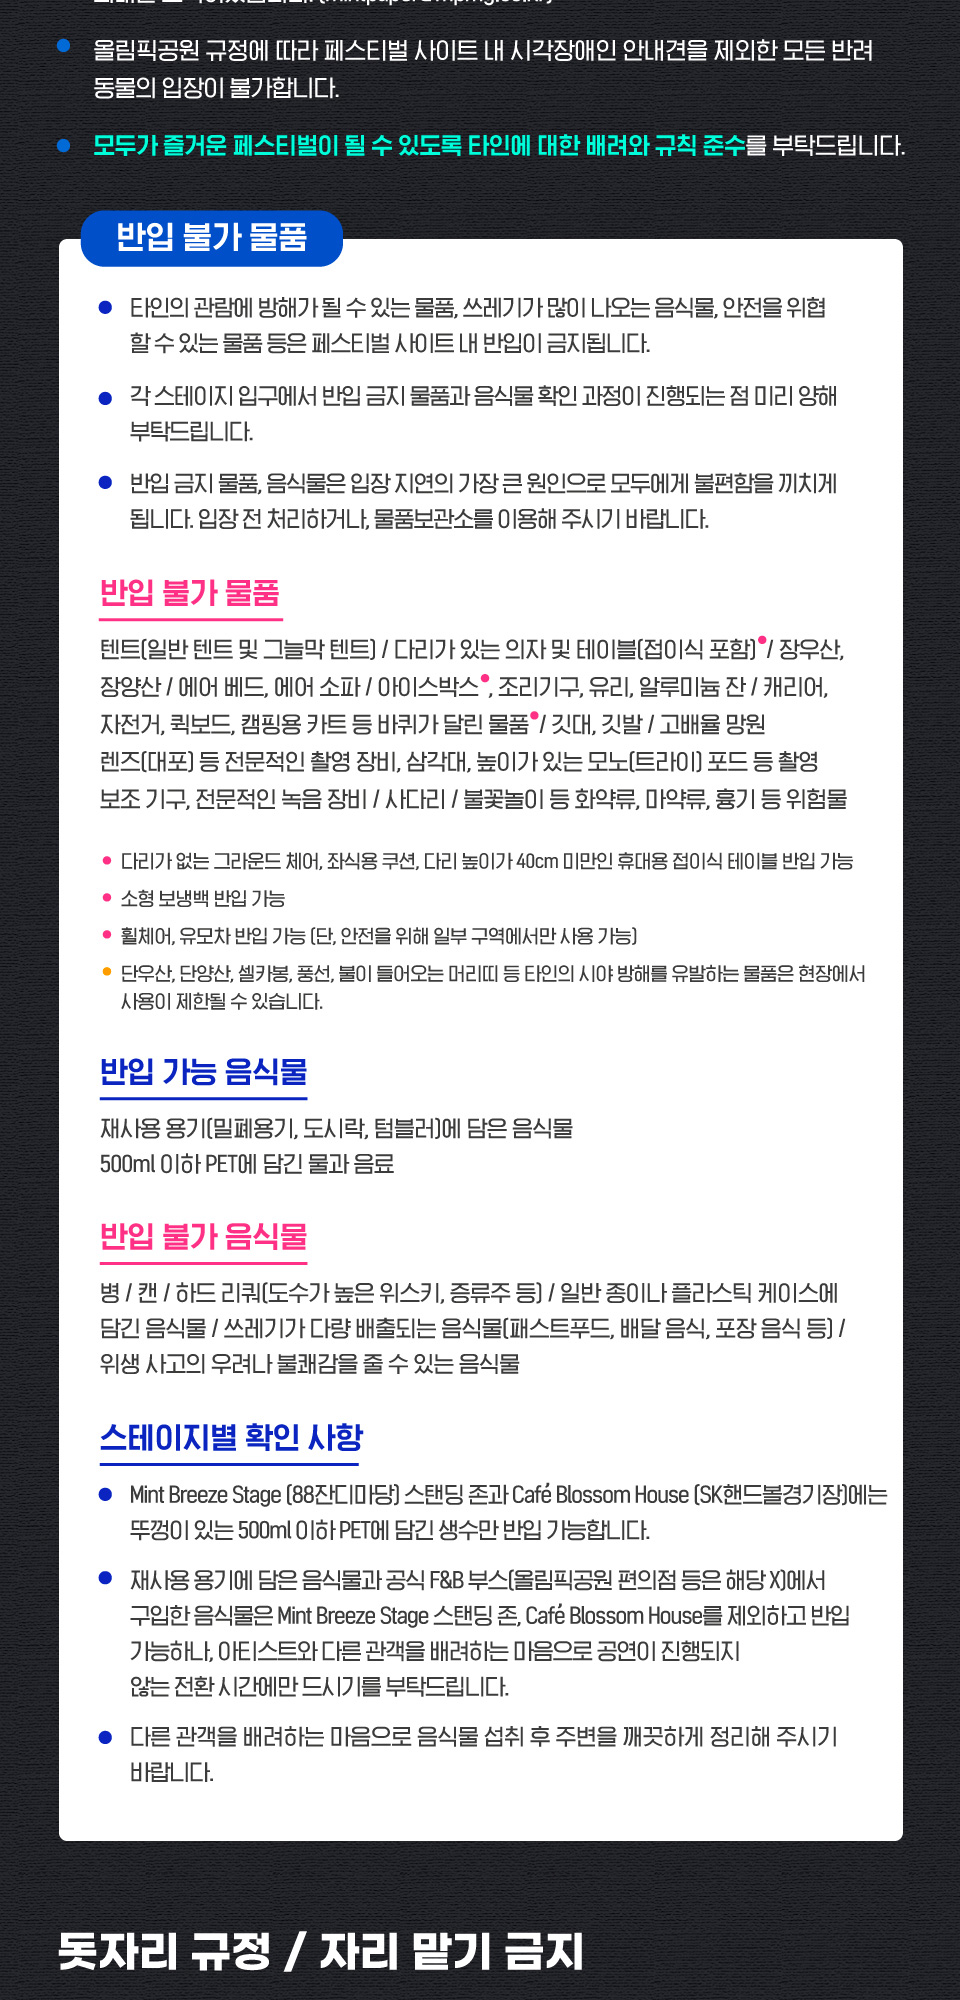 올림픽공원 규정에 따라 페스티벌 사이트 내 시각장애인 안내견을 제외한 모든 반려
동물의 입장이 불가합니다.
모두가 즐거운 페스티벌이 될 수 있도록 타인에 대한 배려와 규칙 준수를 부탁드립니다.
반입 불가 물품
타인의 관람에 방해가 될 수 있는 물품, 쓰레기가 많이 나오는 음식물, 안전을 위협
할 수 있는 물품 등은 페스티벌 사이트 내 반입이 금지됩니다.
각 스테이지 입구에서 반입 금지 물품과 음식물 확인 과정이 진행되는 점 미리 양해
부탁드립니다.
반입 금지 물품, 음식물은 입장 지연의 가장 큰 원인으로 모두에게 불편함을 끼치게
됩니다. 입장 전 처리하거나, 물품보관소를 이용해 주시기 바랍니다.
반입 불가 물품
텐트(일반 텐트 및 그늘막 텐트) / 다리가 있는 의자 및 테이블(접이식 포함)• / 장우산,
장양산 / 에어 베드, 에어 소파 / 아이스박스•, 조리기구, 유리, 알루미늄 잔 / 캐리어,
자전거, 퀵보드, 캠핑용 카트 등 바퀴가 달린 물품• / 깃대, 깃발 / 고배율 망원
렌즈(대포) 등 전문적인 촬영 장비, 삼각대, 높이가 있는 모노(트라이) 포드 등 촬영
보조 기구, 전문적인 녹음 장비 / 사다리 / 불꽃놀이 등 화약류, 마약류, 흉기 등 위험물
• 다리가 없는 그라운드 체어, 좌식용 쿠션, 다리 높이가 40cm 미만인 휴대용 접이식 테이블 반입 가능
• 소형 보냉백 반입 가능
• 휠체어, 유모차 반입 가능 (단, 안전을 위해 일부 구역에서만 사용 가능)
• 단우산, 단양산, 셀카봉, 풍선, 불이 들어오는 머리띠 등 타인의 시야 방해를 유발하는 물품은 현장에서
사용이 제한될 수 있습니다.
반입 가능 음식물
재사용 용기(밀폐용기, 도시락, 텀블러)에 담은 음식물
500ml 이하 PET에 담긴 물과 음료
반입 불가 음식물
병 / 캔 / 하드 리쿼(도수가 높은 위스키, 증류주 등) / 일반 종이나 플라스틱 케이스에
담긴 음식물 / 쓰레기가 다량 배출되는 음식물(패스트푸드, 배달 음식, 포장 음식 등) /
위생 사고의 우려나 불쾌감을 줄 수 있는 음식물
스테이지별 확인 사항
Mint Breeze Stage (88잔디마당) 스탠딩 존과 Café Blossom House (SK핸드볼경기장)에는
뚜껑이 있는 500ml 이하 PET에 담긴 생수만 반입 가능합니다.
재사용 용기에 담은 음식물과 공식 F&B 부스(올림픽공원 편의점 등은 해당 X)에서
구입한 음식물은 Mint Breeze Stage 스탠딩 존, Café Blossom House를 제외하고 반입
가능하나, 아티스트와 다른 관객을 배려하는 마음으로 공연이 진행되지
않는 전환 시간에만 드시기를 부탁드립니다.
다른 관객을 배려하는 마음으로 음식물 섭취 후 주변을 깨끗하게 정리해 주시기
바랍니다.
돗자리 규정 / 자리 맡기 금지